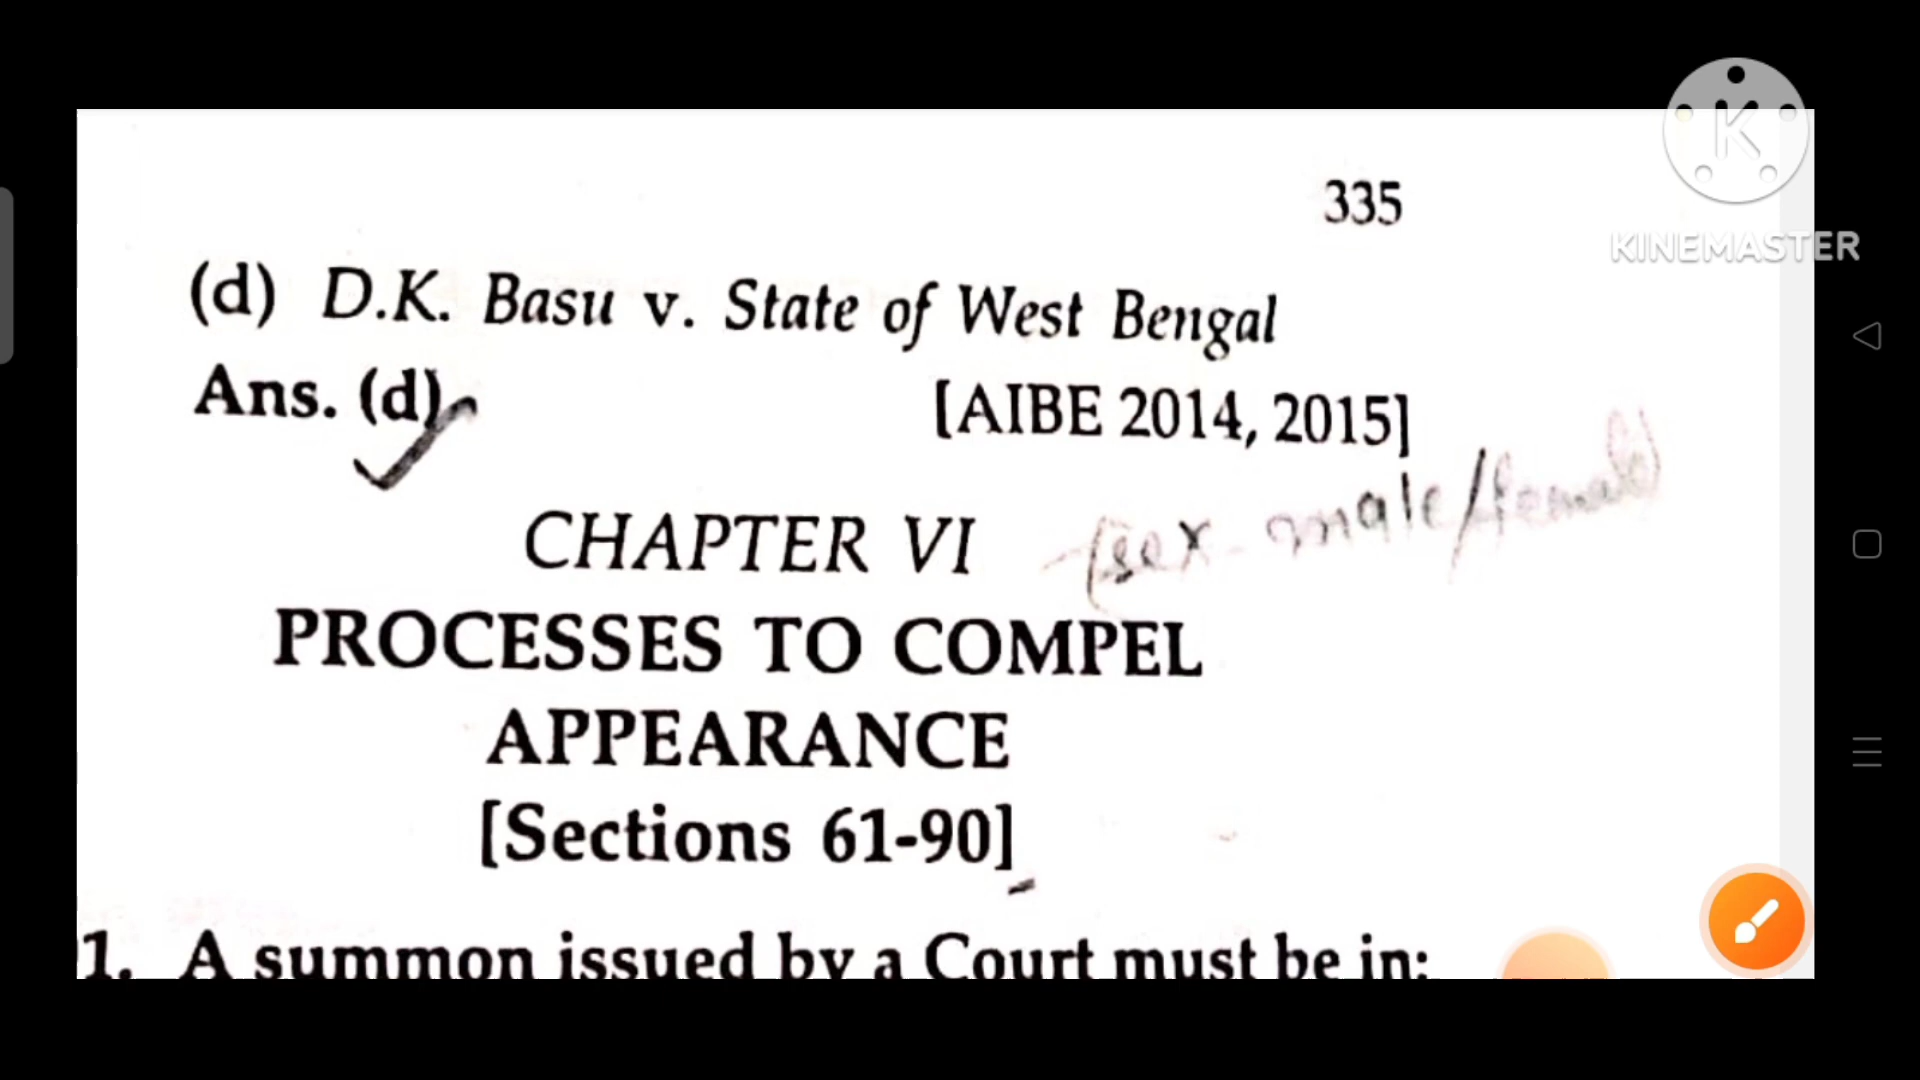 335
K
KINEMASTER
(d) D.K. Basu v. State of West Bengal
Ans. (d)
[AIBE 2014, 2015]
CHAPTER VI
(sex - male/female)
PROCESSES TO COMPEL
APPEARANCE
[Sections 61-90]
1. A summon issued by a Court must be in: